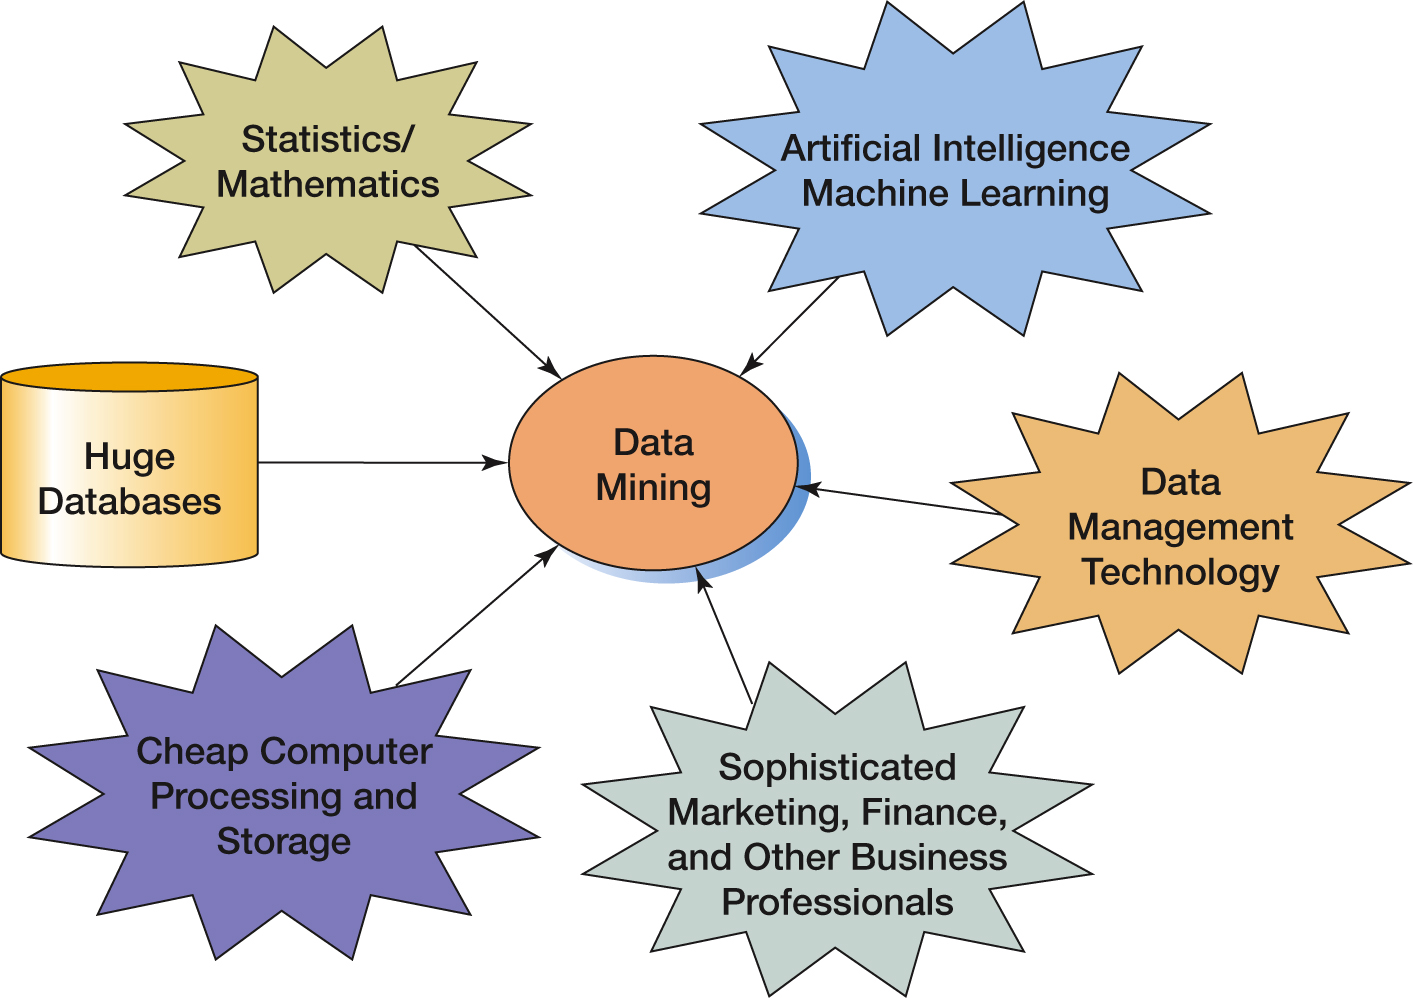 Statistics/
Mathematics
Artificial Intelligence
Machine Learning
Huge
Databases
Data
Mining
Data
Management
Technology
Cheap Computer
Processing and
Storage
Sophisticated
Marketing, Finance,
and Other Business
Professionals